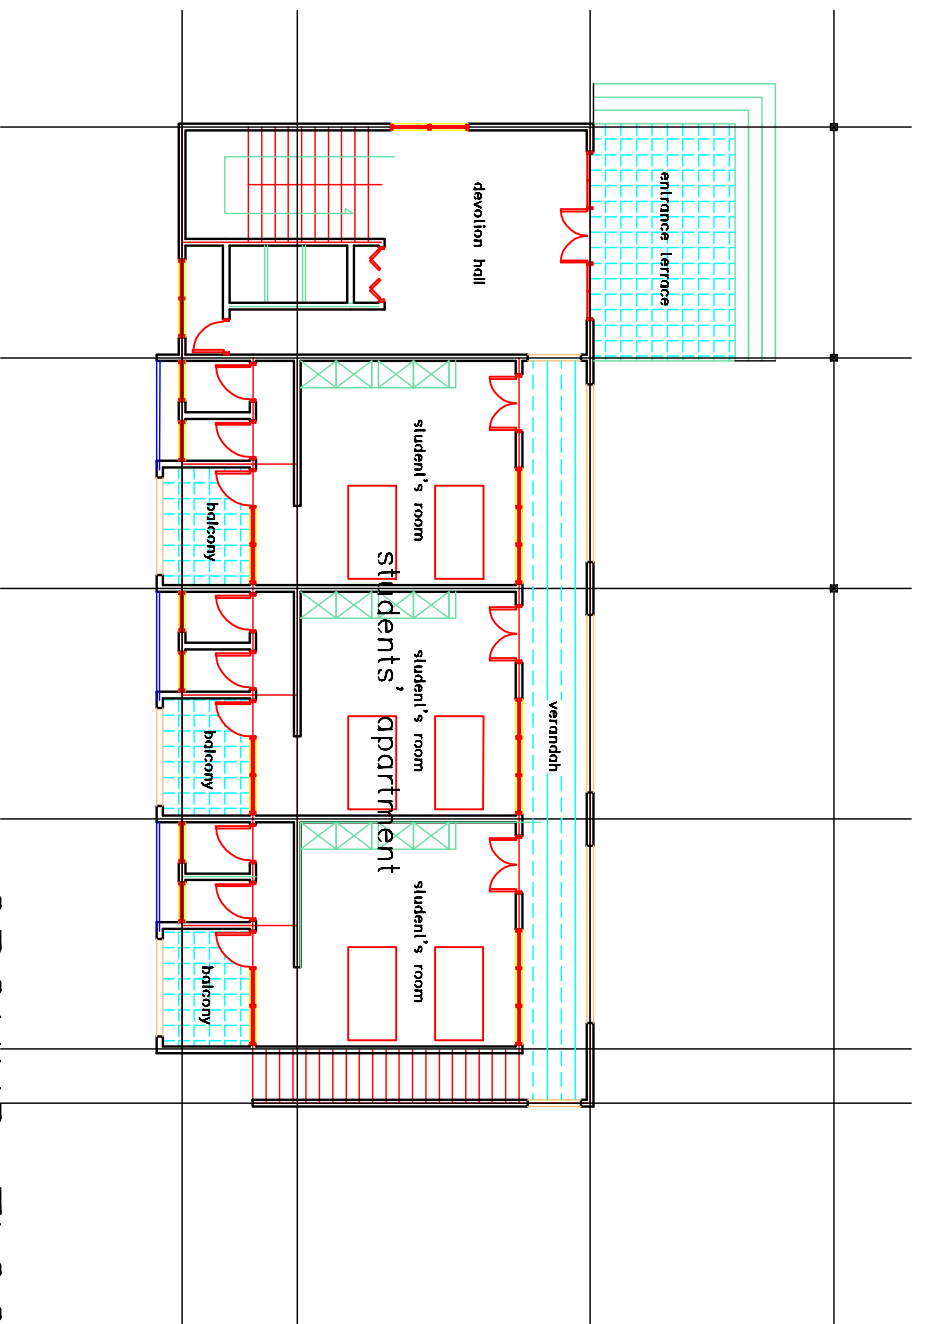 entrance terrace
verandah
devotion hall
student's room
student's room
student's room
students' apartment
balcony
balcony
balcony